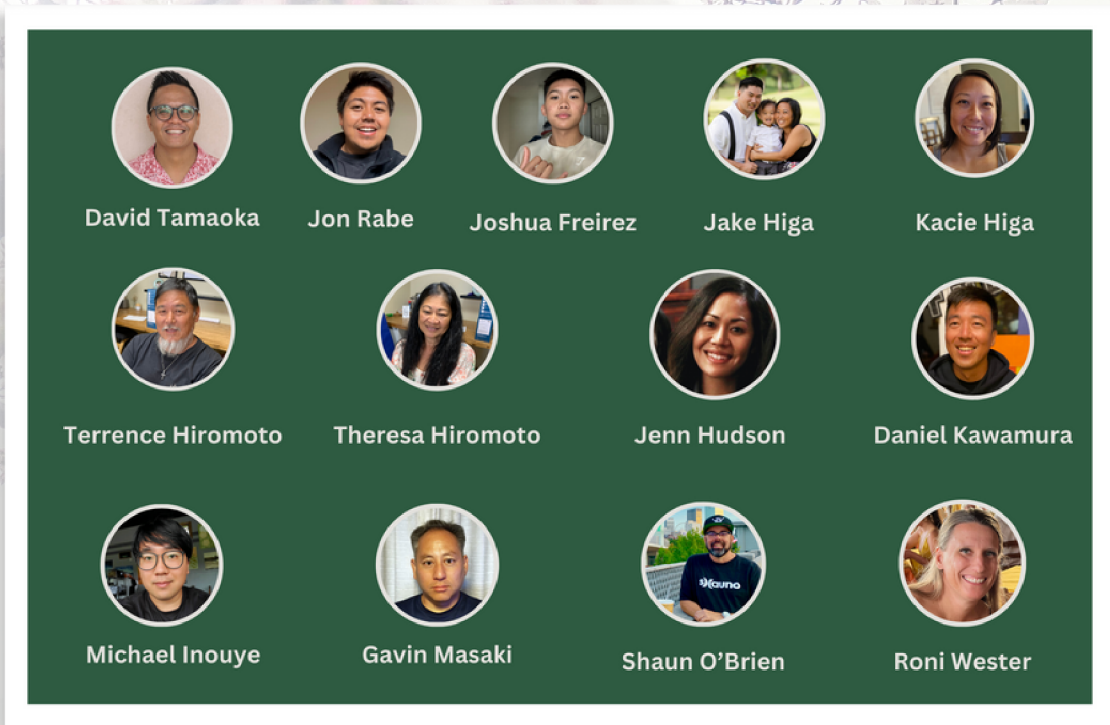 David Tamaoka
Jon Rabe
Joshua Freirez
Jake Higa
Kacie Higa
Terrence Hiromoto
Theresa Hiromoto
Jenn Hudson
Daniel Kawamura
Michael Inouye
Gavin Masaki
Shaun O’Brien
Roni Wester